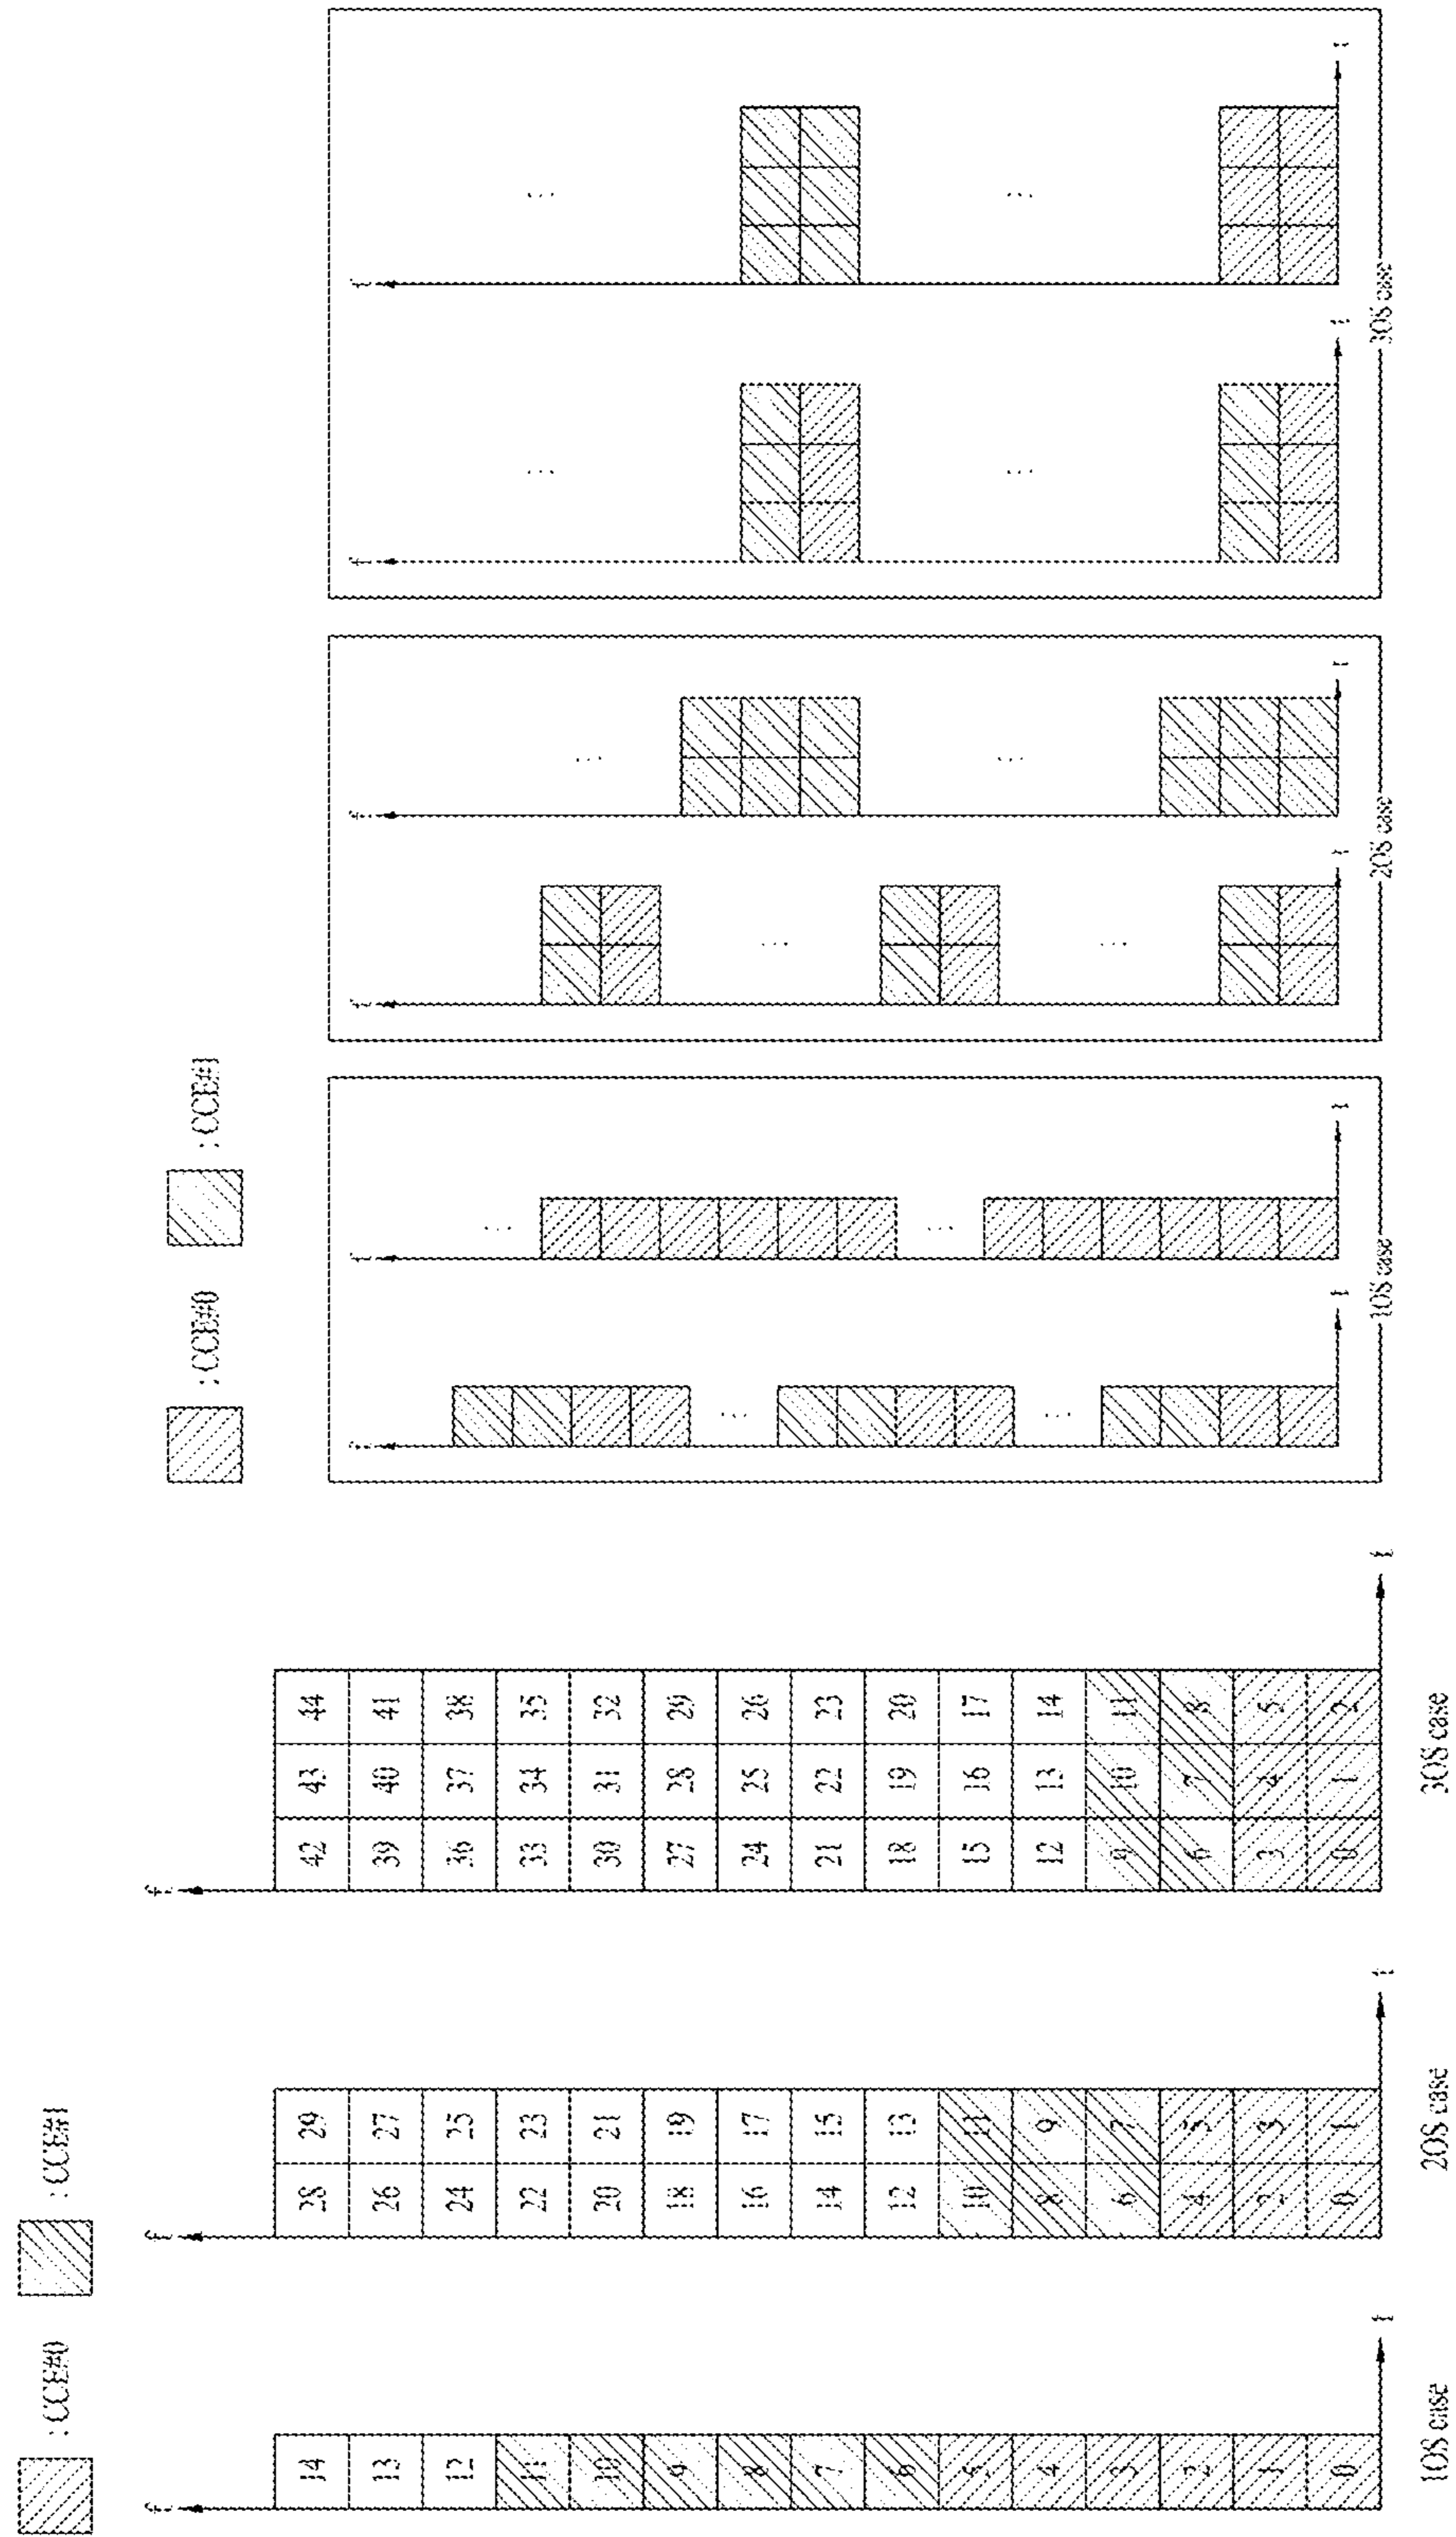 : CCE#0 : CCE#1
f f f
14 28 29 42 43 44
13 26 27 39 40 41
12 24 25 36 37 38
11 22 23 33 34 35
10 20 21 30 31 32
9 18 19 27 28 29
8 16 17 24 25 26
7 14 15 21 22 23
6 12 13 18 19 20
5 10 11 15 16 17
4 8 9 12 13 14
3 6 7 9 10 11
2 4 5 6 7 8
1 2 3 3 4 5
0 0 1 0 1 2
t t t
1OS case 2OS case 3OS case
: CCE#0 : CCE#1
f f f f f f
... ... ... ... ...
... ... ... ... ... ...
t t t t t t
1OS case 2OS case 3OS case